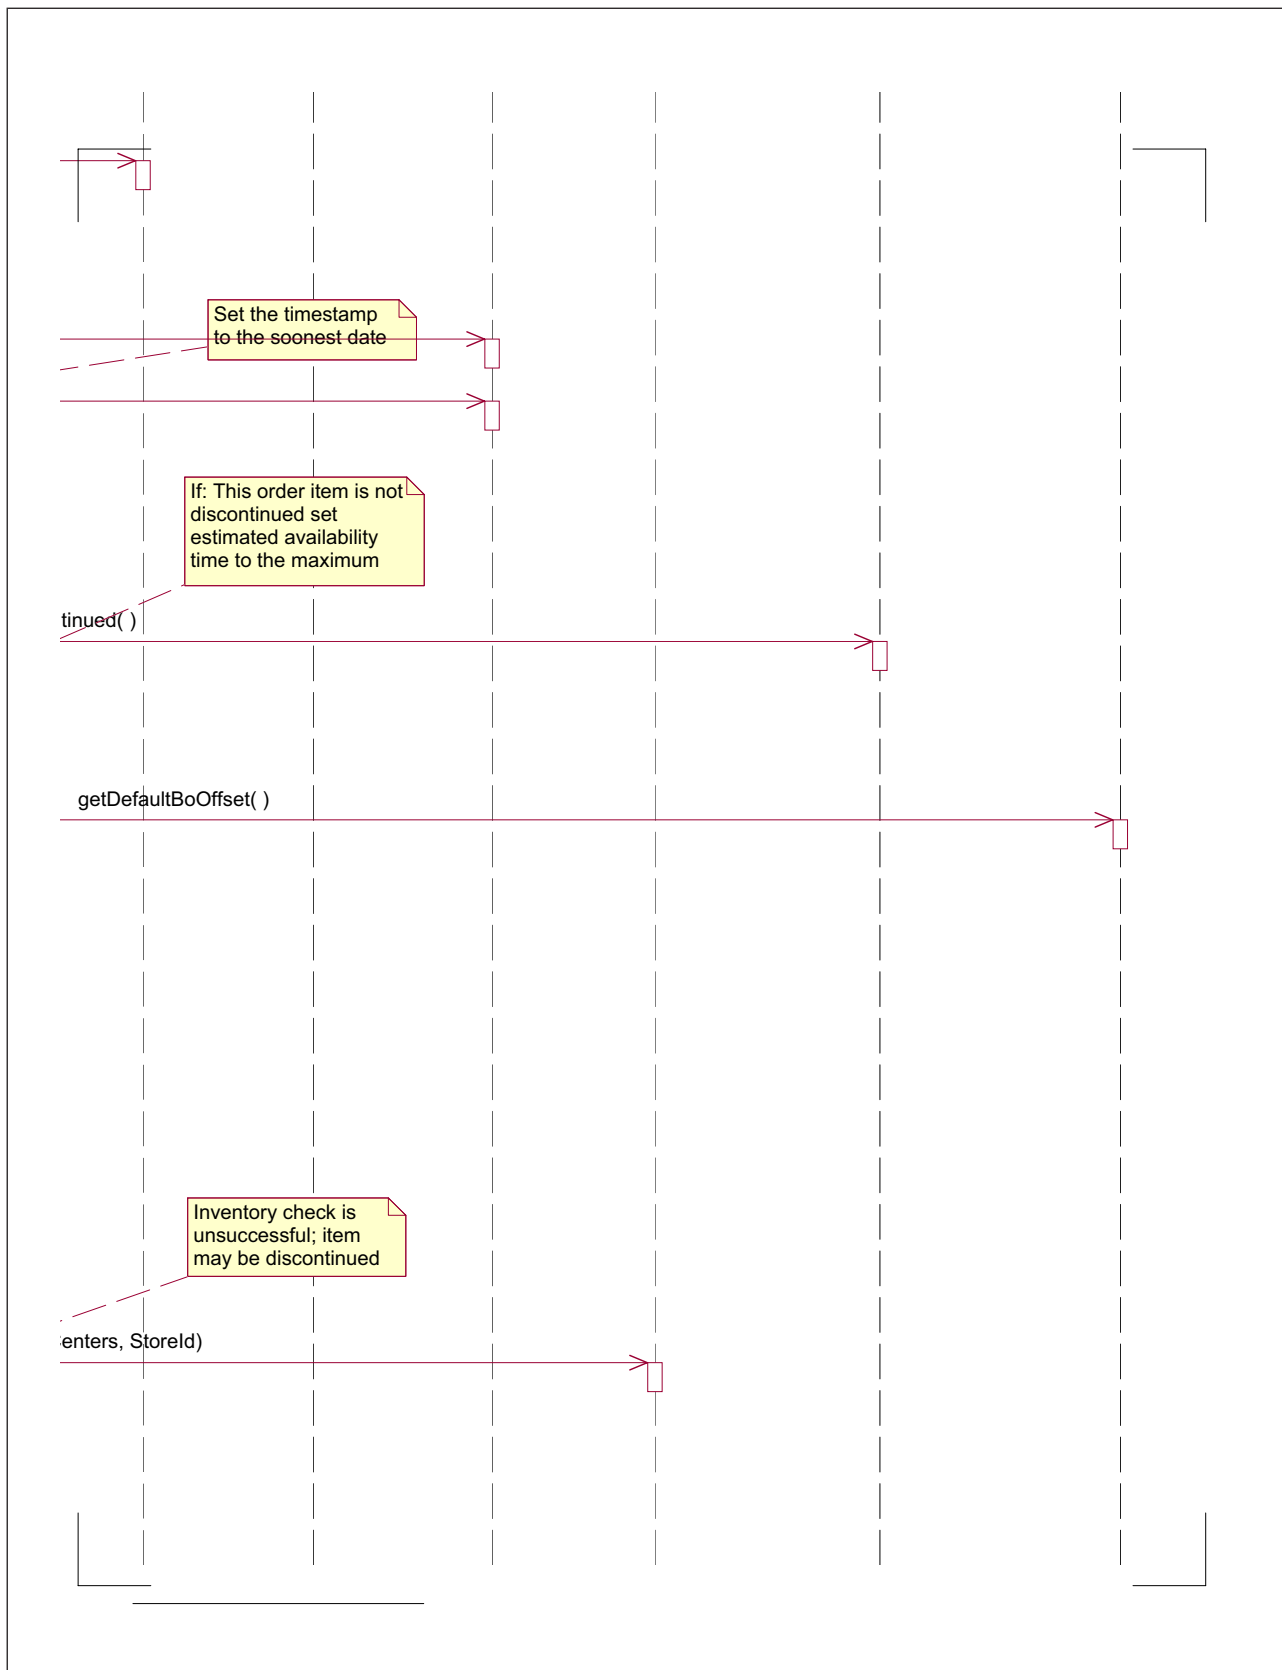 Set the timestamp
to the soonest date
If: This order item is not
discontinued set
estimated availability
time to the maximum
tinued( )
getDefaultBoOffset( )
Inventory check is
unsuccessful; item
may be discontinued
enters, StoreId)